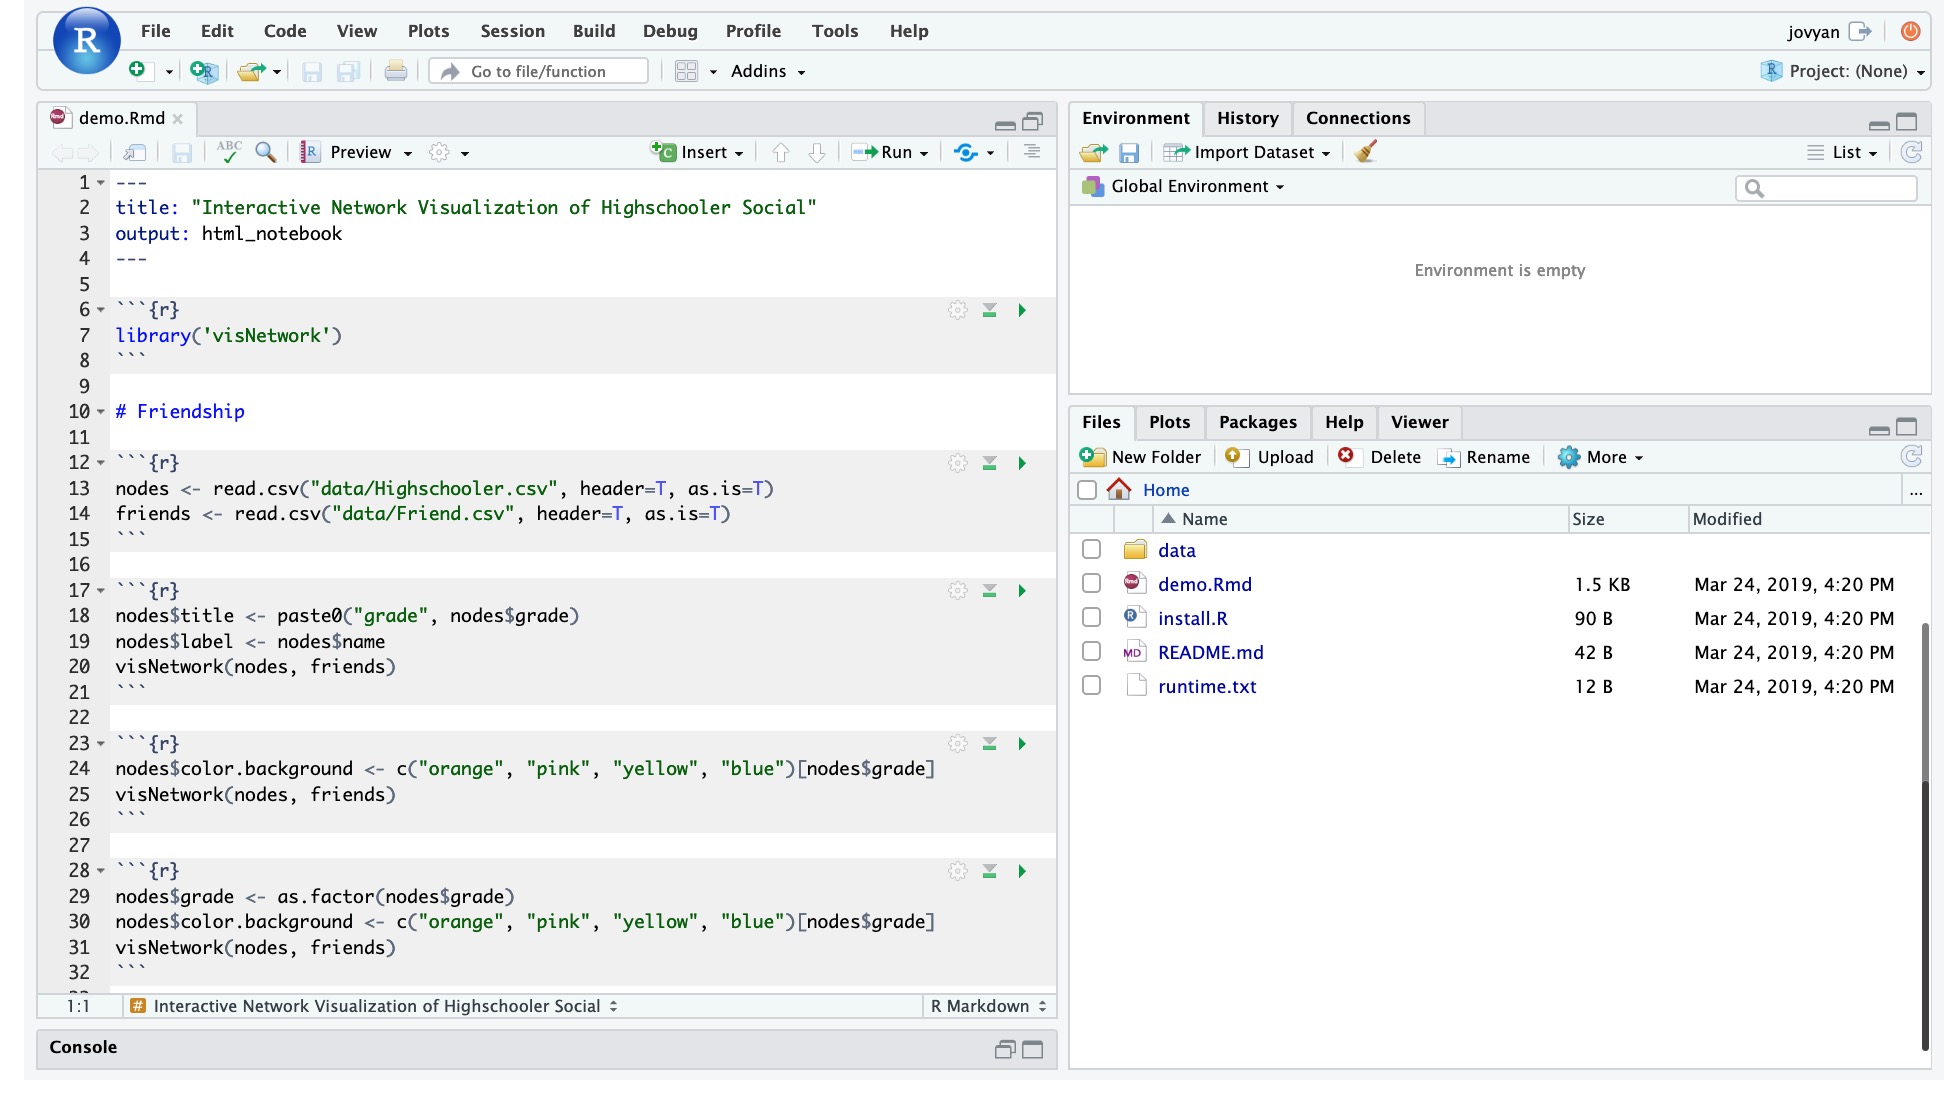 R
File Edit Code View Plots Session Build Debug Profile Tools Help
jovyan
Go to file/function
Addins
Project: (None)
demo.Rmd
Preview
Insert
Run
1 ---
2 title: "Interactive Network Visualization of Highschooler Social"
3 output: html_notebook
4 ---
5
6 ```{r}
7 library('visNetwork')
8 ```
9
10 # Friendship
11
12 ```{r}
13 nodes <- read.csv("data/Highschooler.csv", header=T, as.is=T)
14 friends <- read.csv("data/Friend.csv", header=T, as.is=T)
15 ```
16
17 ```{r}
18 nodes$title <- paste0("grade", nodes$grade)
19 nodes$label <- nodes$name
20 visNetwork(nodes, friends)
21 ```
22
23 ```{r}
24 nodes$color.background <- c("orange", "pink", "yellow", "blue")[nodes$grade]
25 visNetwork(nodes, friends)
26 ```
27
28 ```{r}
29 nodes$grade <- as.factor(nodes$grade)
30 nodes$color.background <- c("orange", "pink", "yellow", "blue")[nodes$grade]
31 visNetwork(nodes, friends)
32 ```
1:1 # Interactive Network Visualization of Highschooler Social R Markdown
Console
Environment History Connections
Import Dataset List
Global Environment
Environment is empty
Files Plots Packages Help Viewer
New Folder Upload Delete Rename More
Home ...
Name Size Modified
data
demo.Rmd 1.5 KB Mar 24, 2019, 4:20 PM
install.R 90 B Mar 24, 2019, 4:20 PM
MD README.md 42 B Mar 24, 2019, 4:20 PM
runtime.txt 12 B Mar 24, 2019, 4:20 PM